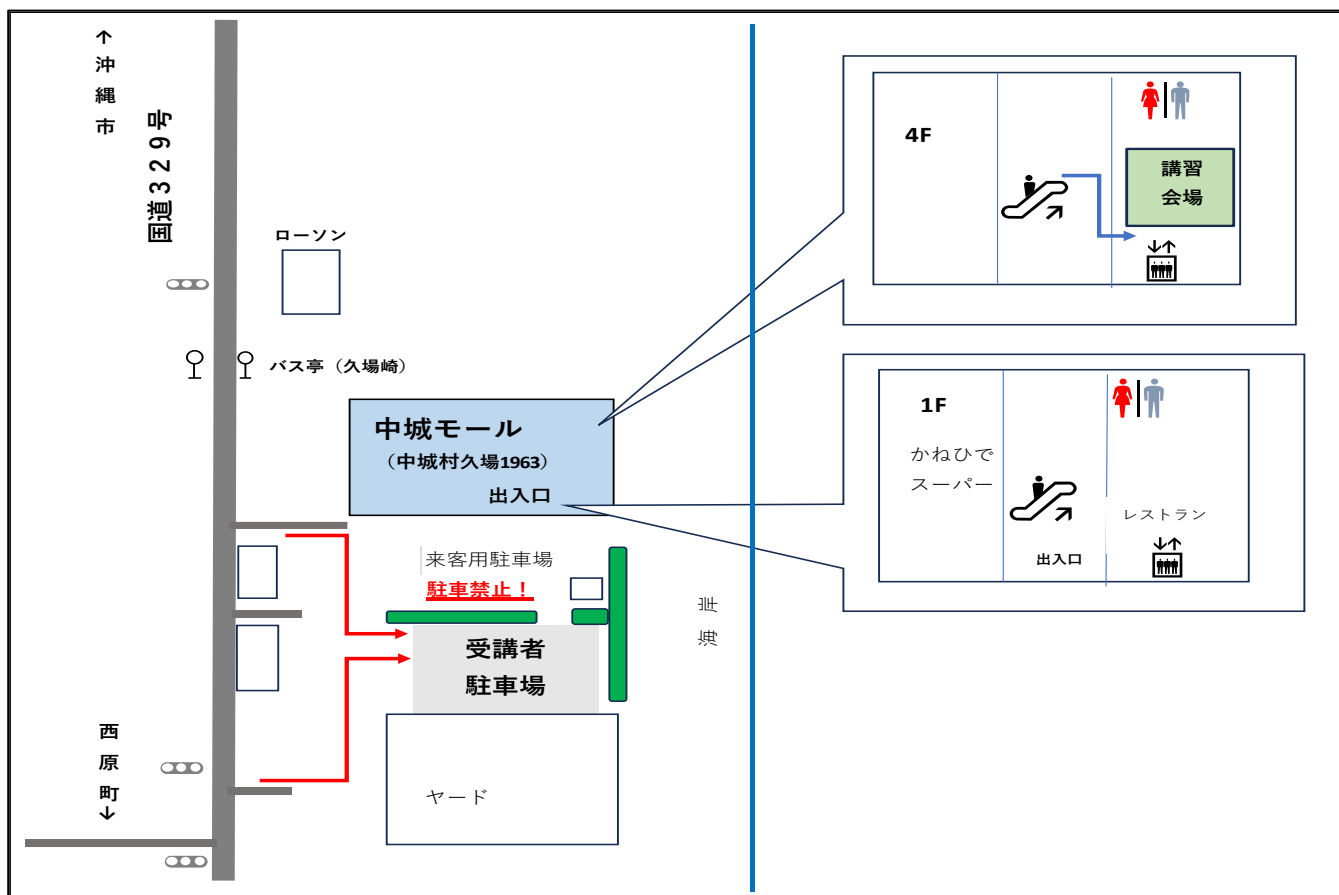 ↑沖縄市
国道３２９号
ローソン
バス亭（久場崎）
中城モール
（中城村久場1963）
出入口
来客用駐車場
駐車禁止！
受講者
駐車場
ヤード
西原町↓
海岸
4F
講習
会場
1F
かねひで
スーパー
レストラン
出入口